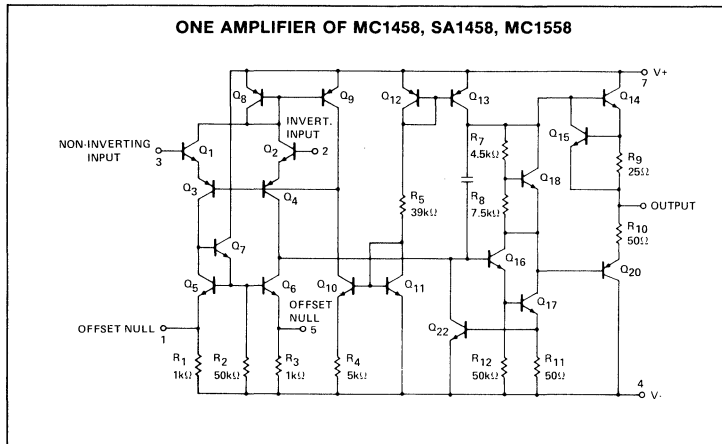 ONE AMPLIFIER OF MC1458, SA1458, MC1558
V+
7
Q8
Q9
Q12
Q13
Q14
INVERT.
INPUT
2
NON-INVERTING
INPUT
3
Q1
Q2
R7
4.5kΩ
Q15
Q18
R9
25Ω
Q3
Q4
R5
39kΩ
R8
7.5kΩ
OUTPUT
R10
50Ω
Q7
Q16
Q20
Q5
Q6
Q10
Q11
Q17
OFFSET
NULL
5
Q22
OFFSET NULL
1
R1
1kΩ
R2
50kΩ
R3
1kΩ
R4
5kΩ
R12
50kΩ
R11
50Ω
4
V-